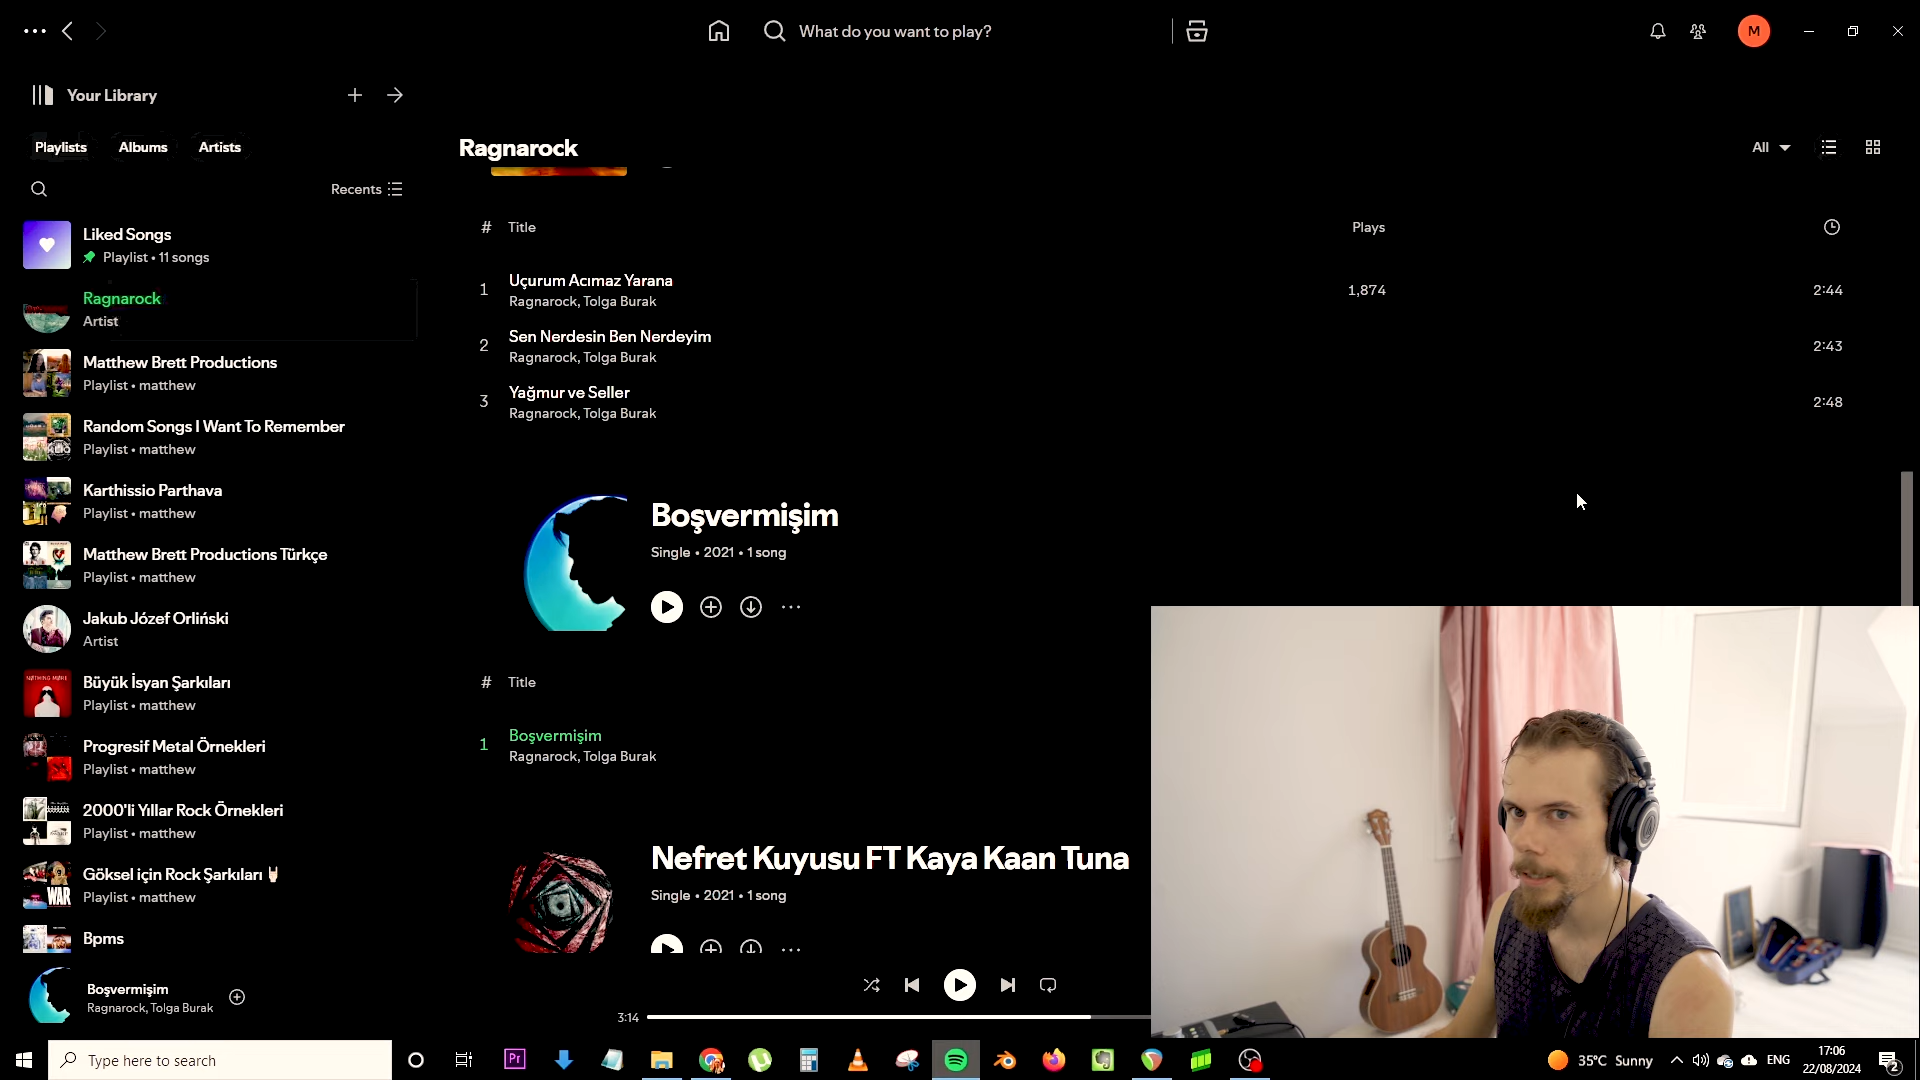 What do you want to play?
M
Your Library
Playlists
Albums
Artists
Recents
Liked Songs
Playlist • 11 songs
Ragnarock
Artist
Matthew Brett Productions
Playlist • matthew
Random Songs I Want To Remember
Playlist • matthew
Karthissio Parthava
Playlist • matthew
Matthew Brett Productions Türkçe
Playlist • matthew
Jakub Józef Orliński
Artist
Büyük İsyan Şarkıları
Playlist • matthew
Progresif Metal Örnekleri
Playlist • matthew
2000'li Yıllar Rock Örnekleri
Playlist • matthew
WAR
Göksel için Rock Şarkıları 🤘🏻
Playlist • matthew
Bpms
Boşvermişim
Ragnarock, Tolga Burak
Ragnarock
All
# Title Plays
1 Uçurum Acımaz Yarana 1,874 2:44
Ragnarock, Tolga Burak
2 Sen Nerdesin Ben Nerdeyim 2:43
Ragnarock, Tolga Burak
3 Yağmur ve Seller 2:48
Ragnarock, Tolga Burak
Boşvermişim
Single • 2021 • 1 song
# Title
1 Boşvermişim
Ragnarock, Tolga Burak
Nefret Kuyusu FT Kaya Kaan Tuna
Single • 2021 • 1 song
3:14
Type here to search
Pr
35°C Sunny
ENG
17:06
22/08/2024
2